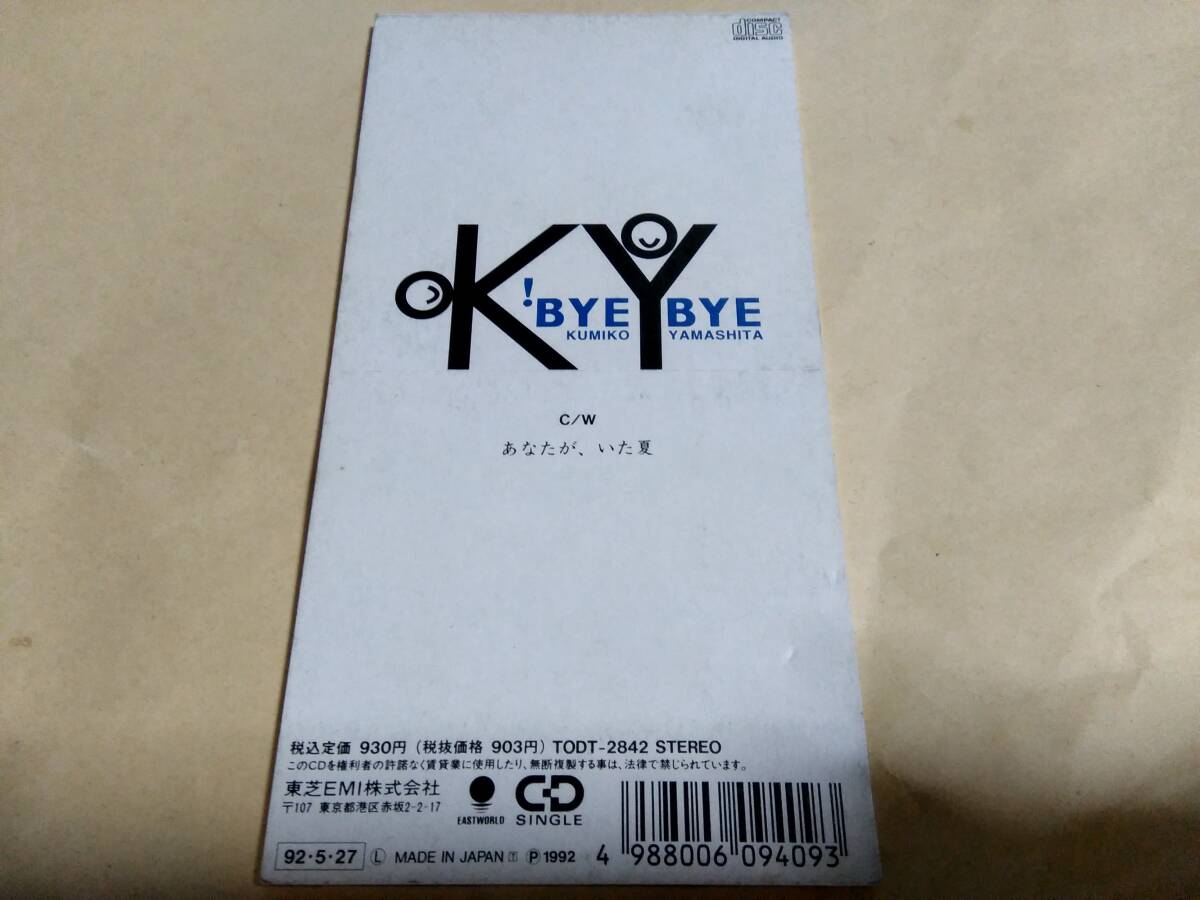 COMPACT
disc
DIGITAL AUDIO
OK!
BYE Y BYE
KUMIKO YAMASHITA
C/W
あなたが、いた夏
税込定価 930円(税抜価格 903円)TODT-2842 STEREO
このCDを権利者の許諾なく賃貸業に使用したり、無断複製する事は、法律で禁じられています。
東芝EMI株式会社
〒107 東京都港区赤坂2-2-17
EASTWORLD
CD
SINGLE
92・5・27 Ⓛ MADE IN JAPAN 🅃 Ⓟ 1992
4 988006 094093